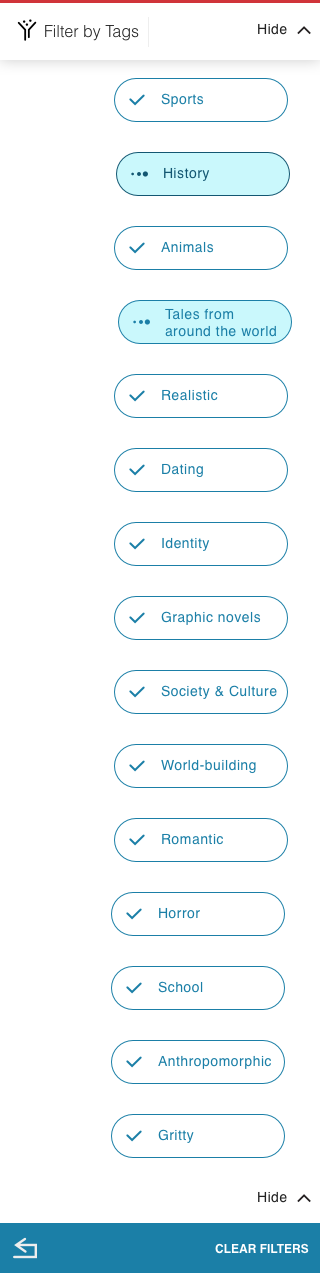 Filter by Tags
Hide
Sports
History
Animals
Tales from
around the world
Realistic
Dating
Identity
Graphic novels
Society & Culture
World-building
Romantic
Horror
School
Anthropomorphic
Gritty
Hide
CLEAR FILTERS